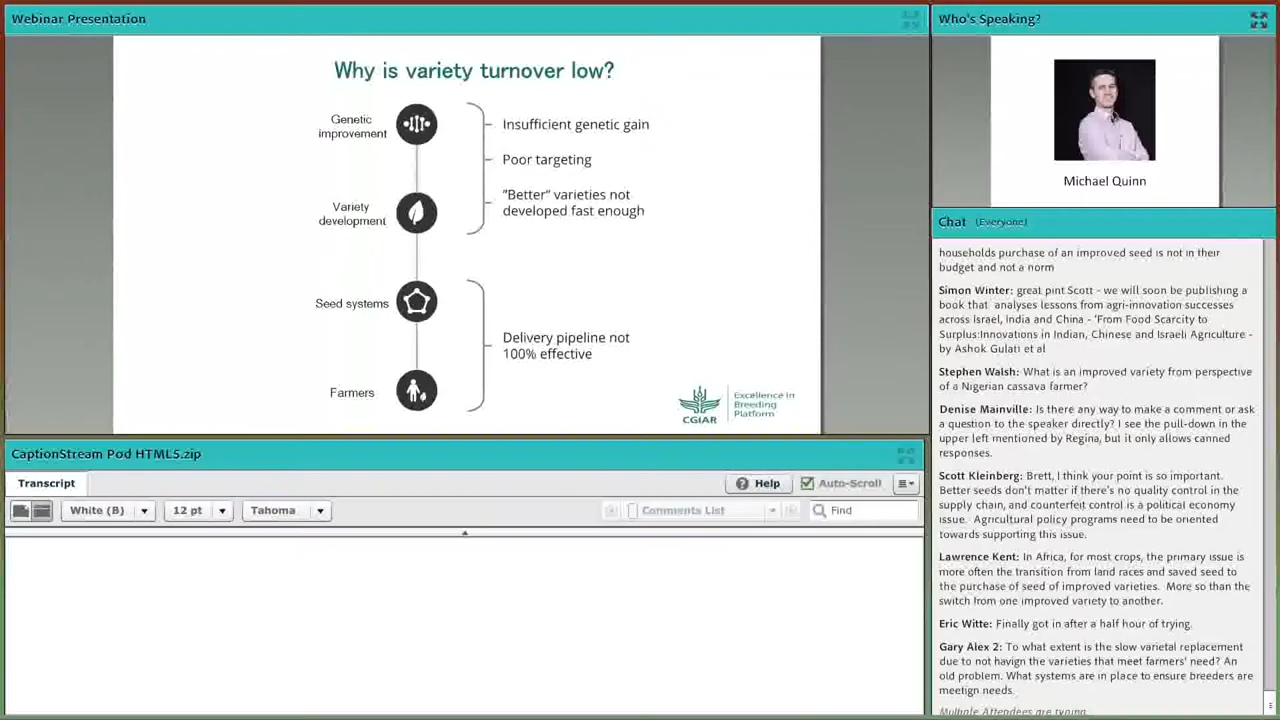 Webinar Presentation
Why is variety turnover low?
Genetic
improvement
Insufficient genetic gain
Poor targeting
"Better" varieties not
developed fast enough
Variety
development
Seed systems
Delivery pipeline not
100% effective
Farmers
CGIAR
Excellence in
Breeding
Platform
CaptionStream Pod HTML5.zip
Transcript
Help
Auto-Scroll
White (B)
12 pt
Tahoma
Comments List
Find
Who's Speaking?
Michael Quinn
Chat (Everyone)
households purchase of an improved seed is not in their
budget and not a norm
Simon Winter: great pint Scott - we will soon be publishing a
book that analyses lessons from agri-innovation successes
across Israel, India and China - 'From Food Scarcity to
Surplus:Innovations in Indian, Chinese and Israeli Agriculture -
by Ashok Gulati et al
Stephen Walsh: What is an improved variety from perspective
of a Nigerian cassava farmer?
Denise Mainville: Is there any way to make a comment or ask
a question to the speaker directly? I see the pull-down in the
upper left mentioned by Regina, but it only allows canned
responses.
Scott Kleinberg: Brett, I think your point is so important.
Better seeds don't matter if there's no quality control in the
supply chain, and counterfeit control is a political economy
issue. Agricultural policy programs need to be oriented
towards supporting this issue.
Lawrence Kent: In Africa, for most crops, the primary issue is
more often the transition from land races and saved seed to
the purchase of seed of improved varieties. More so than the
switch from one improved variety to another.
Eric Witte: Finally got in after a half hour of trying.
Gary Alex 2: To what extent is the slow varietal replacement
due to not havign the varieties that meet farmers' need? An
old problem. What systems are in place to ensure breeders are
meetign needs.
Multiple Attendees are typing